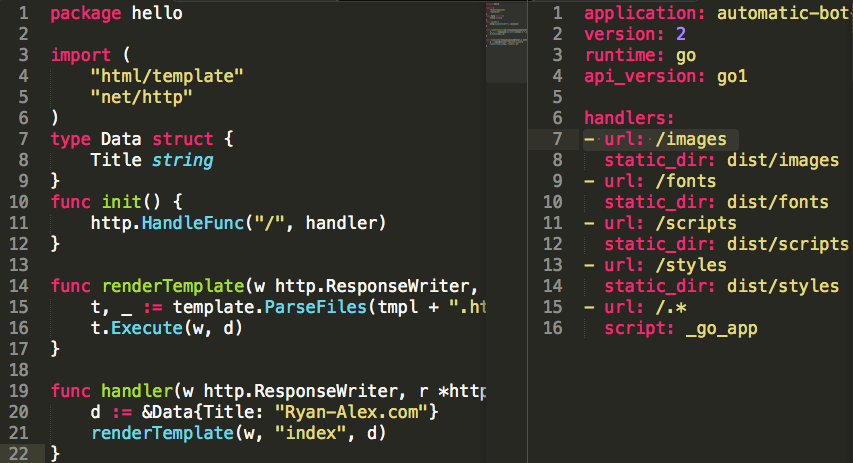 1 package hello
2
3 import (
4 "html/template"
5 "net/http"
6 )
7 type Data struct {
8 Title string
9 }
10 func init() {
11 http.HandleFunc("/", handler)
12 }
13
14 func renderTemplate(w http.ResponseWriter,
15 t, _ := template.ParseFiles(tmpl + ".ht
16 t.Execute(w, d)
17 }
18
19 func handler(w http.ResponseWriter, r *http
20 d := &Data{Title: "Ryan-Alex.com"}
21 renderTemplate(w, "index", d)
22 }
1 application: automatic-bot
2 version: 2
3 runtime: go
4 api_version: go1
5
6 handlers:
7 - url: /images
8 static_dir: dist/images
9 - url: /fonts
10 static_dir: dist/fonts
11 - url: /scripts
12 static_dir: dist/scripts
13 - url: /styles
14 static_dir: dist/styles
15 - url: /.*
16 script: _go_app